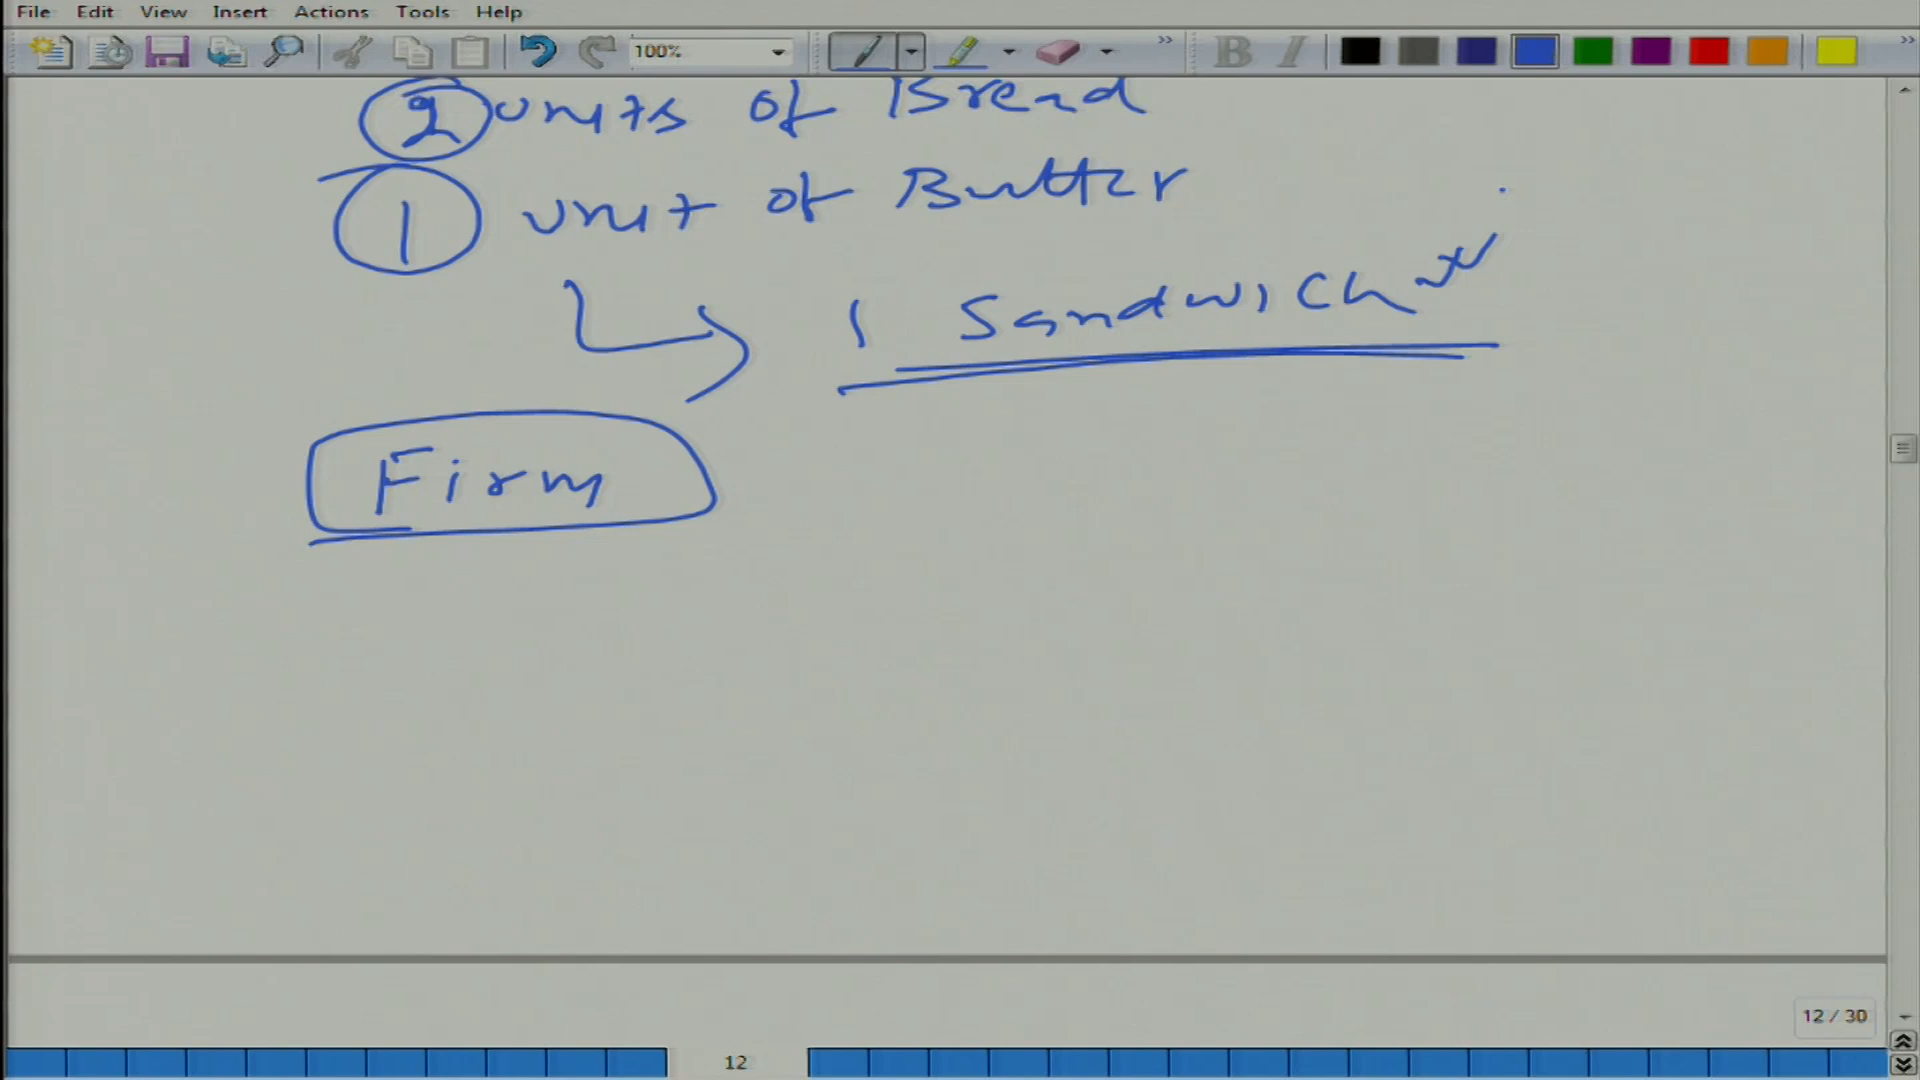 File Edit View Insert Actions Tools Help
100%
B I
2 units of Bread
1 unit of Butter
1 Sandwich
Firm
12 / 30
12